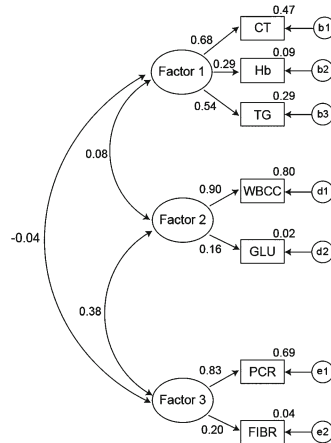 0.47
CT
b1
0.68
0.09
Factor 1
0.29
Hb
b2
0.29
0.54
TG
b3
0.08
0.80
0.90
WBCC
d1
-0.04
Factor 2
0.02
0.16
GLU
d2
0.38
0.69
0.83
PCR
e1
Factor 3
0.04
0.20
FIBR
e2